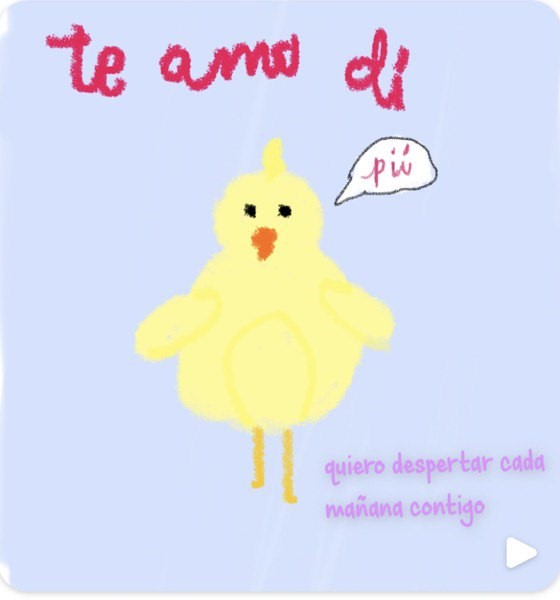 te amo di
piú
quiero despertar cada
mañana contigo